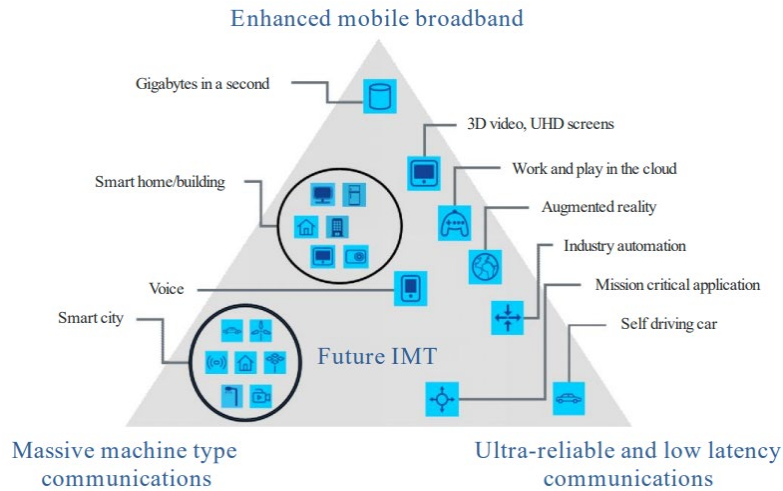 Enhanced mobile broadband
Gigabytes in a second
3D video, UHD screens
Smart home/building
Work and play in the cloud
Augmented reality
Industry automation
Voice
Mission critical application
Smart city
Self driving car
Future IMT
Massive machine type
communications
Ultra-reliable and low latency
communications